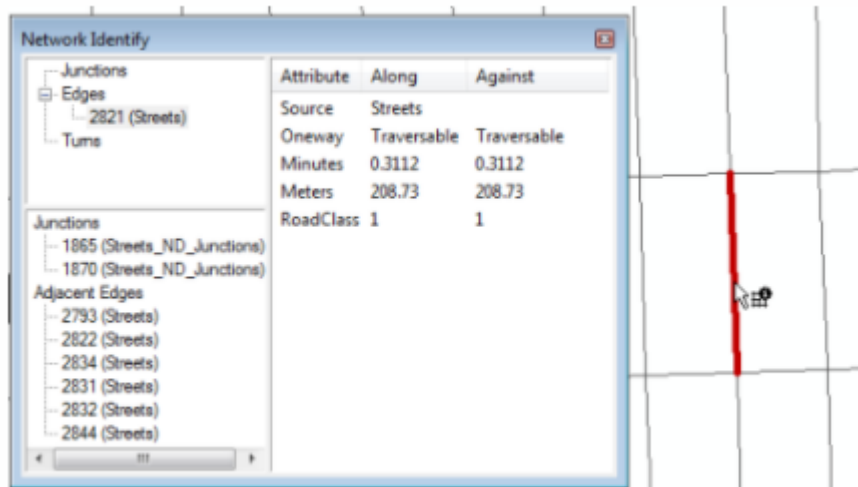 Network Identify
Junctions
Edges
2821 (Streets)
Turns
Junctions
1865 (Streets_ND_Junctions)
1870 (Streets_ND_Junctions)
Adjacent Edges
2793 (Streets)
2822 (Streets)
2834 (Streets)
2831 (Streets)
2832 (Streets)
2844 (Streets)
Attribute Along Against
Source Streets
Oneway Traversable Traversable
Minutes 0.3112 0.3112
Meters 208.73 208.73
RoadClass 1 1